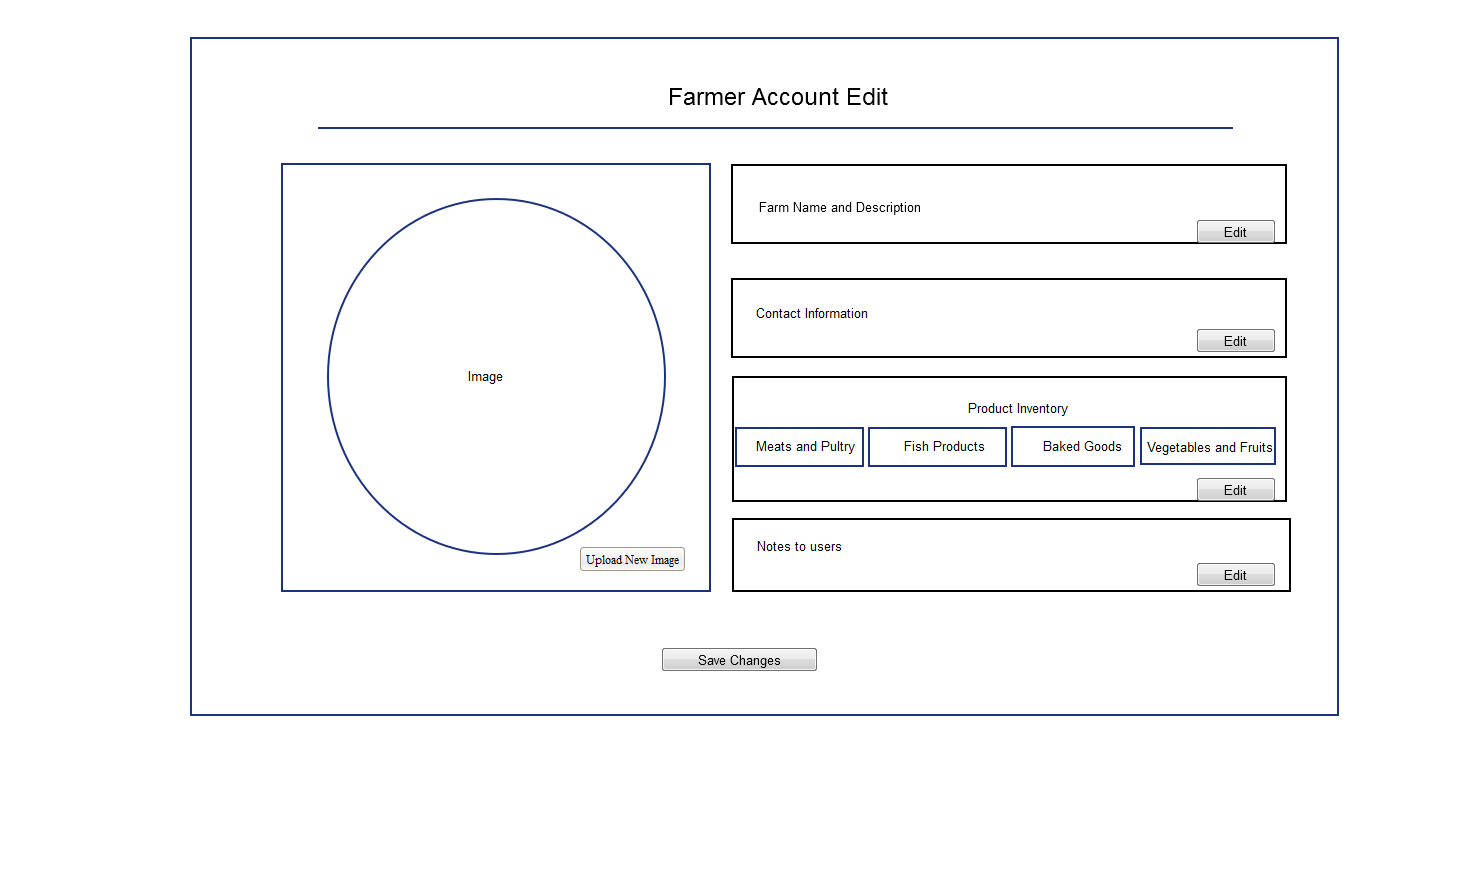 Farmer Account Edit
Image
Upload New Image
Farm Name and Description
Edit
Contact Information
Edit
Product Inventory
Meats and Pultry
Fish Products
Baked Goods
Vegetables and Fruits
Edit
Notes to users
Edit
Save Changes